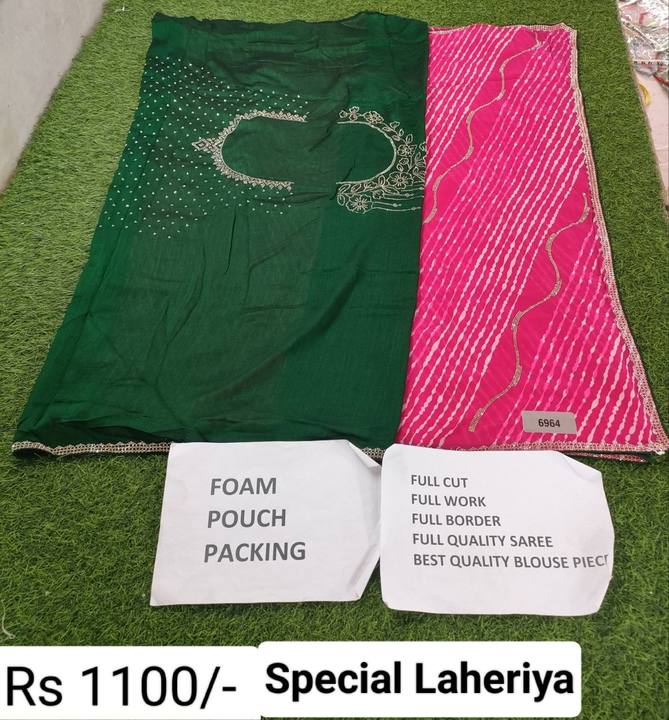 6964
FOAM
POUCH
PACKING
FULL CUT
FULL WORK
FULL BORDER
FULL QUALITY SAREE
BEST QUALITY BLOUSE PIECE
Rs 1100/-
Special Laheriya